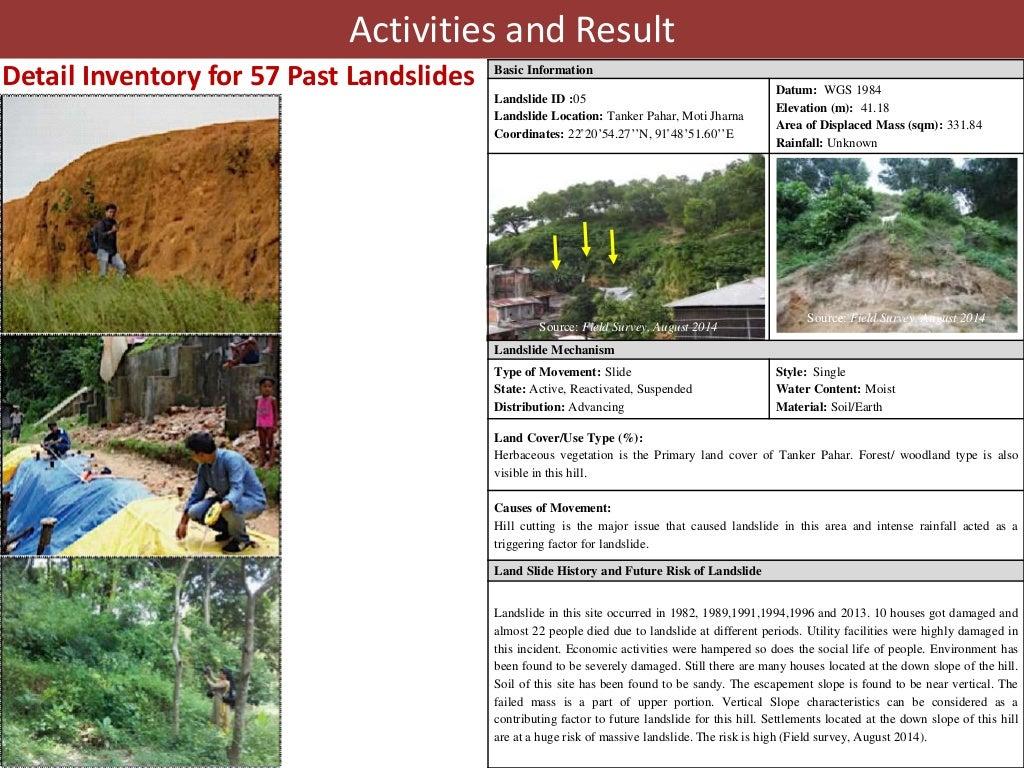 Activities and Result
Detail Inventory for 57 Past Landslides
Basic Information
Landslide ID :05
Landslide Location: Tanker Pahar, Moti Jharna
Coordinates: 22°20’54.27’’N, 91°48’51.60’’E
Datum: WGS 1984
Elevation (m): 41.18
Area of Displaced Mass (sqm): 331.84
Rainfall: Unknown
Source: Field Survey, August 2014
Source: Field Survey, August 2014
Landslide Mechanism
Type of Movement: Slide
State: Active, Reactivated, Suspended
Distribution: Advancing
Style: Single
Water Content: Moist
Material: Soil/Earth
Land Cover/Use Type (%):
Herbaceous vegetation is the Primary land cover of Tanker Pahar. Forest/ woodland type is also
visible in this hill.
Causes of Movement:
Hill cutting is the major issue that caused landslide in this area and intense rainfall acted as a
triggering factor for landslide.
Land Slide History and Future Risk of Landslide
Landslide in this site occurred in 1982, 1989,1991,1994,1996 and 2013. 10 houses got damaged and
almost 22 people died due to landslide at different periods. Utility facilities were highly damaged in
this incident. Economic activities were hampered so does the social life of people. Environment has
been found to be severely damaged. Still there are many houses located at the down slope of the hill.
Soil of this site has been found to be sandy. The escapement slope is found to be near vertical. The
failed mass is a part of upper portion. Vertical Slope characteristics can be considered as a
contributing factor to future landslide for this hill. Settlements located at the down slope of this hill
are at a huge risk of massive landslide. The risk is high (Field survey, August 2014).